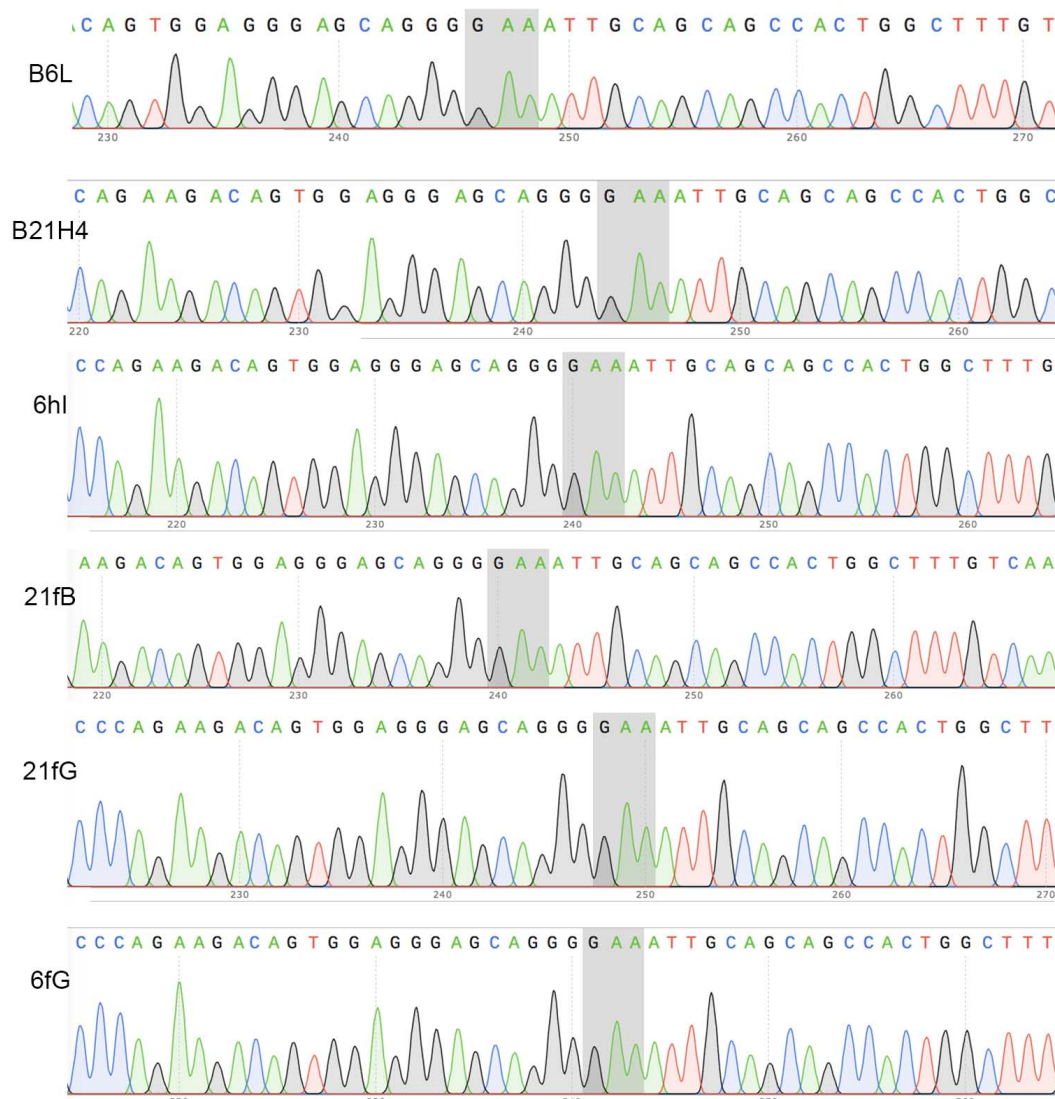 C A G T G G A G G G A G C A G G G G A A A T T G C A G C A G C C A C T G G C T T T G T
B6L
230 240 250 260 270
C A G A A G A C A G T G G A G G G A G C A G G G G A A A T T G C A G C A G C C A C T G G C
B21H4
220 230 240 250 260
C C A G A A G A C A G T G G A G G G A G C A G G G G A A A T T G C A G C A G C C A C T G G C T T T G
6hI
220 230 240 250 260
A A G A C A G T G G A G G G A G C A G G G G A A A T T G C A G C A G C C A C T G G C T T T G T C A A
21fB
220 230 240 250 260
C C C A G A A G A C A G T G G A G G G A G C A G G G G A A A T T G C A G C A G C C A C T G G C T T
21fG
230 240 250 260 270
C C C A G A A G A C A G T G G A G G G A G C A G G G G A A A T T G C A G C A G C C A C T G G C T T T
6fG